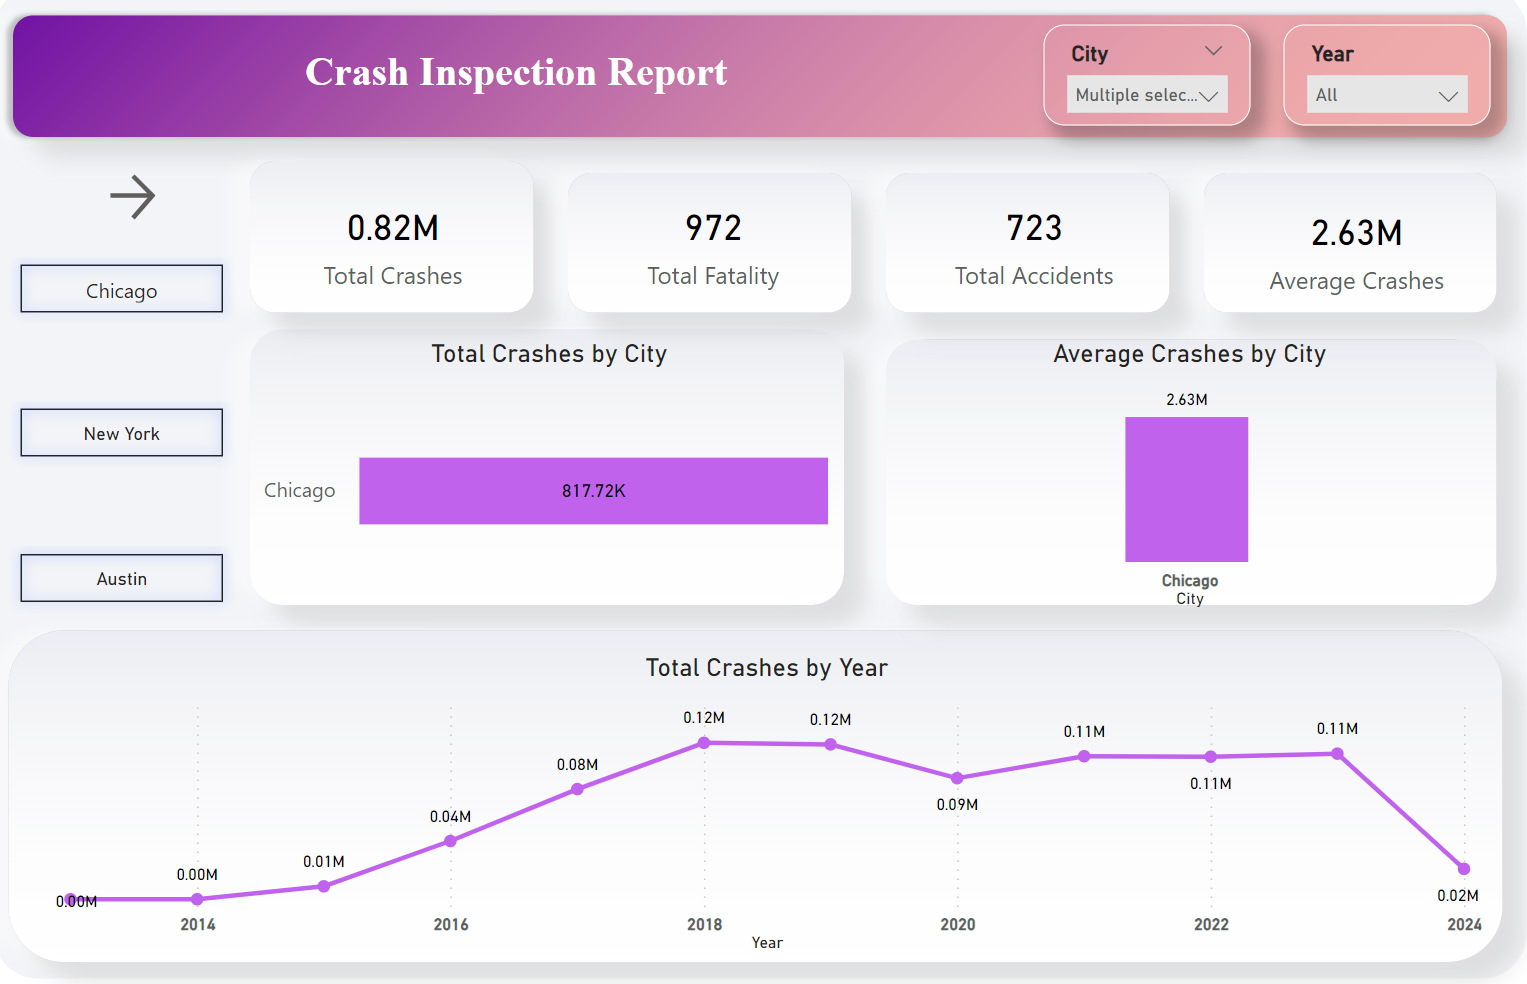 Crash Inspection Report
City
Multiple selec...
Year
All
0.82M
Total Crashes
972
Total Fatality
723
Total Accidents
2.63M
Average Crashes
Chicago
New York
Austin
Total Crashes by City
Chicago
817.72K
Average Crashes by City
2.63M
Chicago
City
Total Crashes by Year
0.00M
0.00M
0.01M
0.04M
0.08M
0.12M
0.12M
0.09M
0.11M
0.11M
0.11M
0.02M
2014
2016
2018
2020
2022
2024
Year